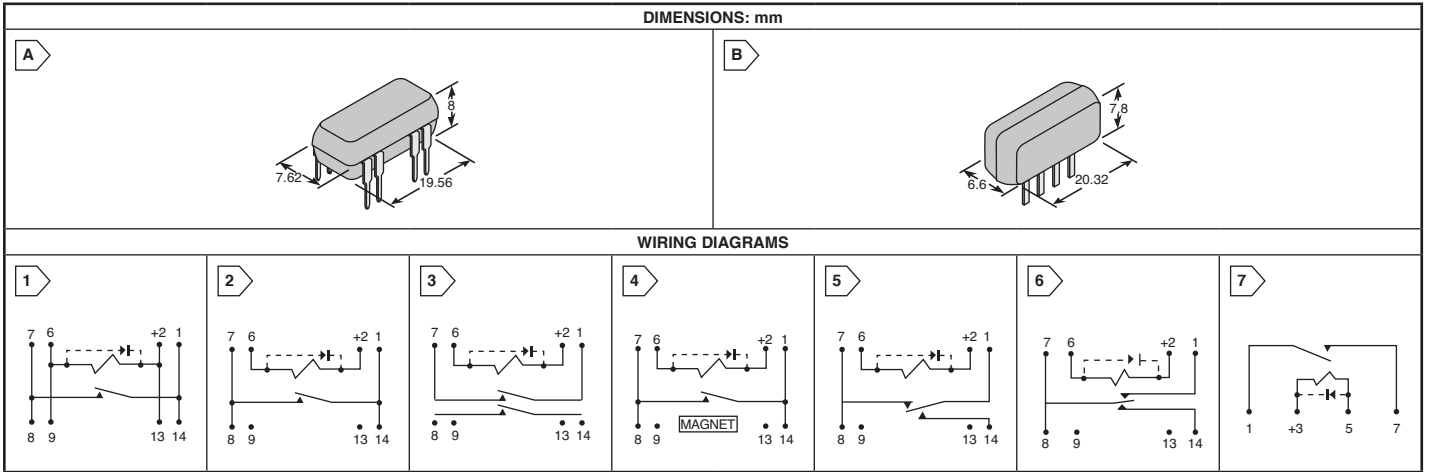 DIMENSIONS: mm
A
8
7.62
19.56
B
7.8
6.6
20.32
WIRING DIAGRAMS
1
7 6 +2 1
8 9 13 14
2
7 6 +2 1
8 9 13 14
3
7 6 +2 1
8 9 13 14
4
7 6 +2 1
MAGNET
8 9 13 14
5
7 6 +2 1
8 9 13 14
6
7 6 +2 1
8 9 13 14
7
1 +3 5 7